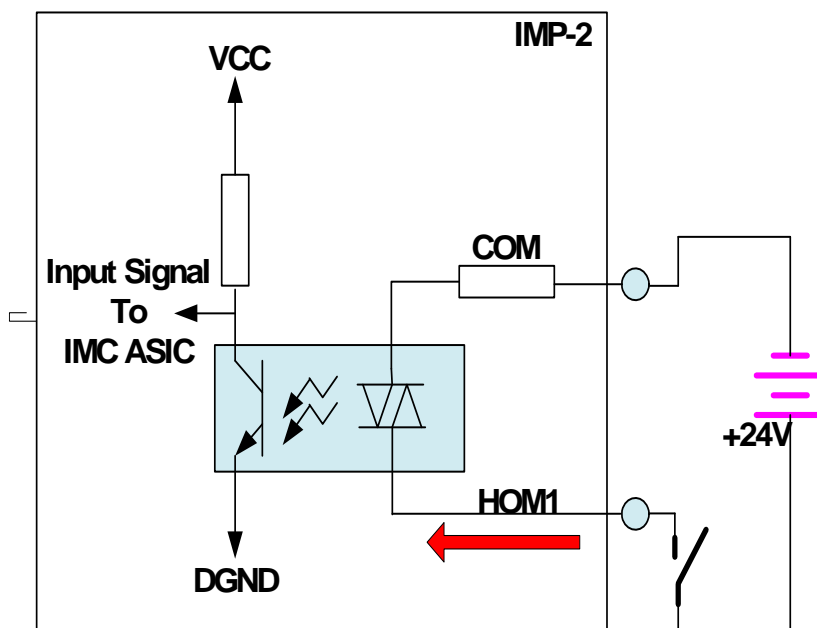 IMP-2
VCC
COM
Input Signal
To
IMC ASIC
+24V
HOM1
DGND